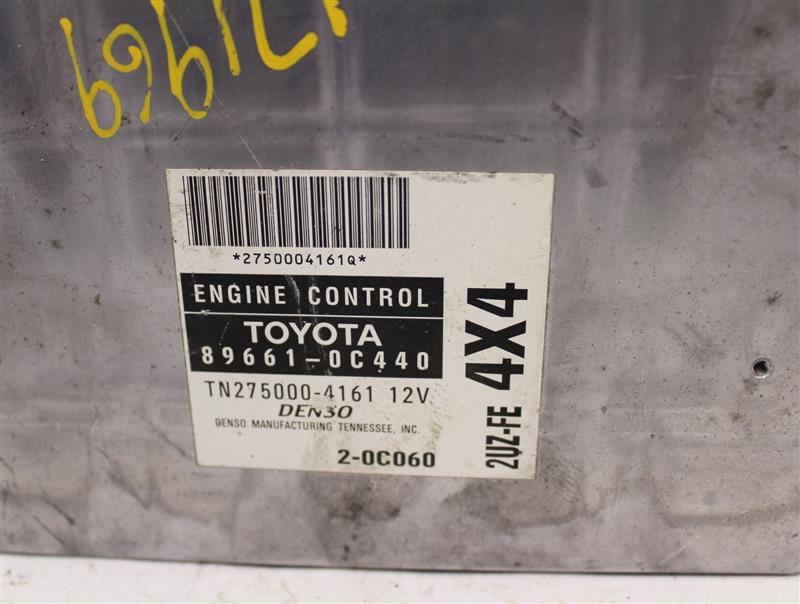 *2750004161Q*
ENGINE CONTROL
TOYOTA
89661-0C440
TN275000-4161 12V
DENSO
DENSO MANUFACTURING TENNESSEE, INC.
2-0C060
2UZ-FE 4X4